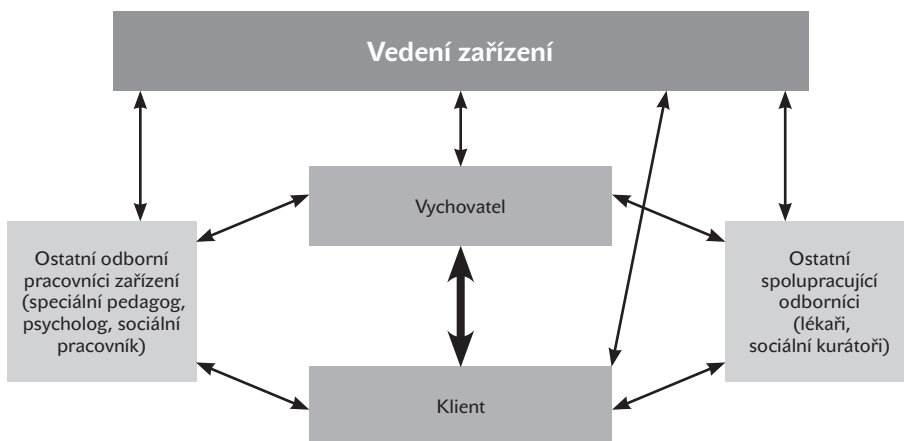 Vedení zařízení
Vychovatel
Ostatní odborní
pracovníci zařízení
(speciální pedagog,
psycholog, sociální
pracovník)
Ostatní
spolupracující
odborníci
(lékaři,
sociální kurátoři)
Klient